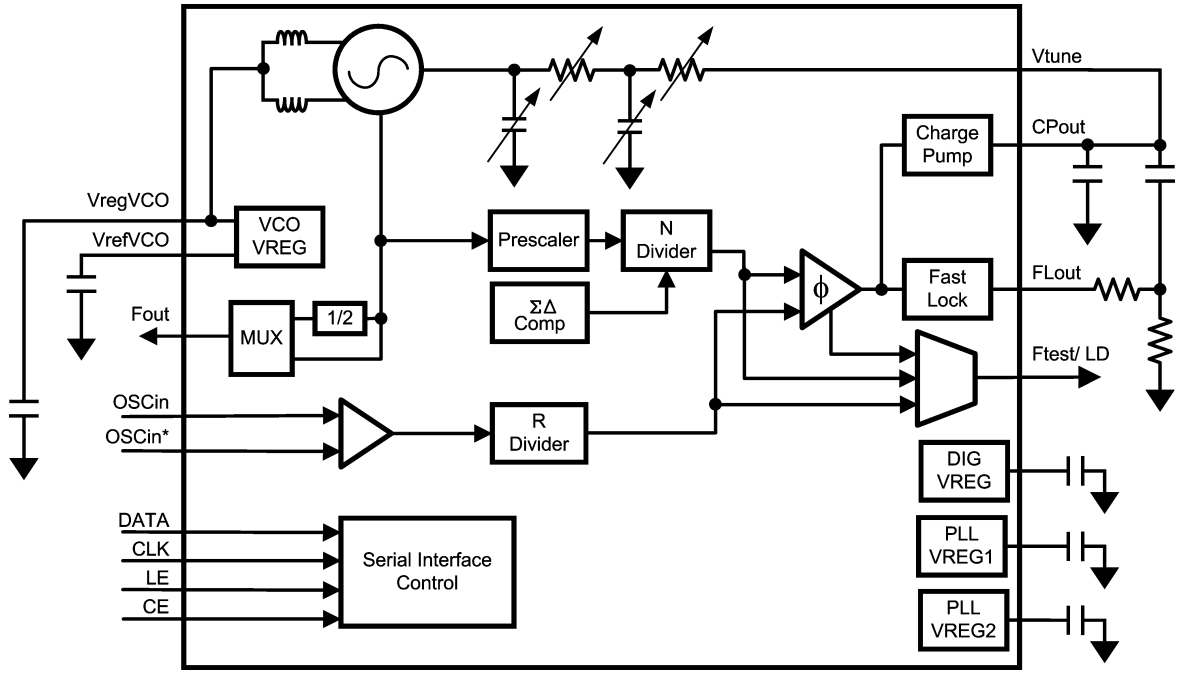 Vtune
Charge
Pump
CPout
VregVCO
VCO
VREG
VrefVCO
Prescaler
N
Divider
ΣΔ
Comp
ϕ
Fast
Lock
FLout
Fout
MUX
1/2
Ftest/ LD
OSCin
OSCin*
R
Divider
DIG
VREG
DATA
CLK
LE
CE
Serial Interface
Control
PLL
VREG1
PLL
VREG2